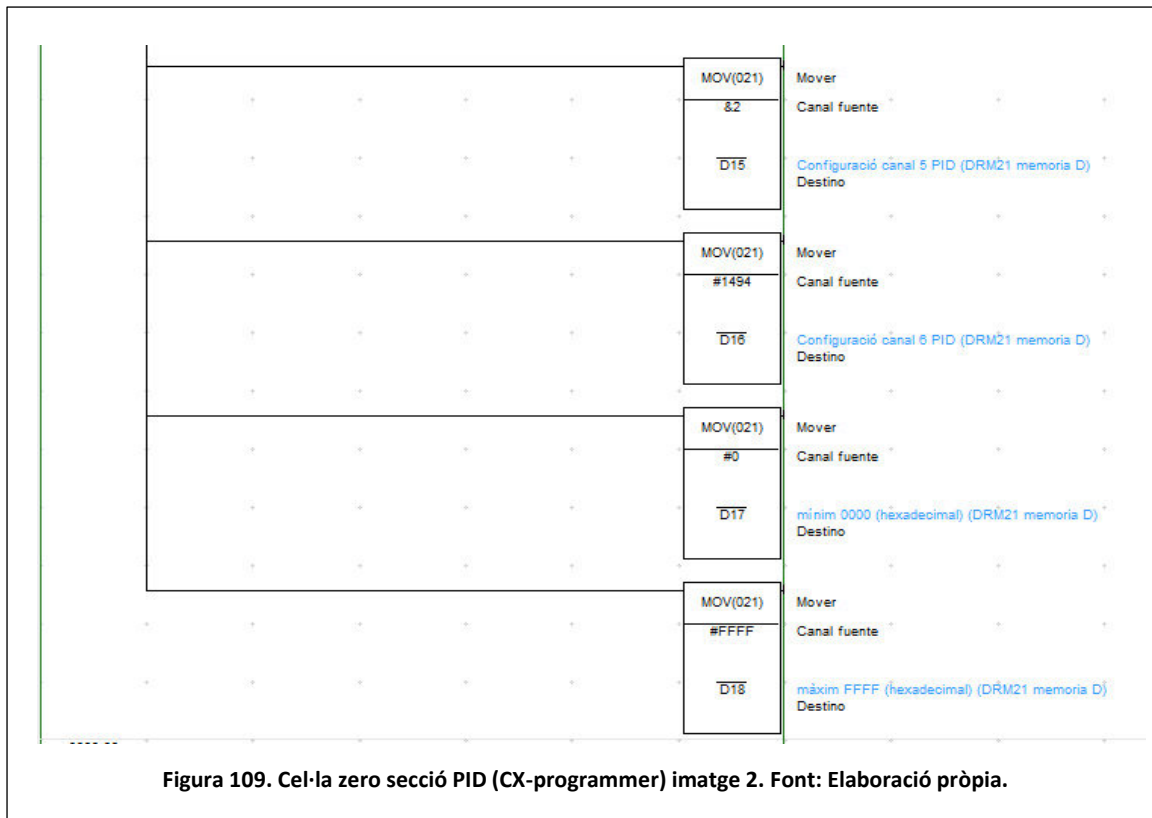 MOV(021) Mover
&2 Canal fuente
D15 Configuració canal 5 PID (DRM21 memoria D)
Destino
MOV(021) Mover
#1494 Canal fuente
D16 Configuració canal 6 PID (DRM21 memoria D)
Destino
MOV(021) Mover
#0 Canal fuente
D17 mínim 0000 (hexadecimal) (DRM21 memoria D)
Destino
MOV(021) Mover
#FFFF Canal fuente
D18 màxim FFFF (hexadecimal) (DRM21 memoria D)
Destino
Figura 109. Cel·la zero secció PID (CX-programmer) imatge 2. Font: Elaboració pròpia.